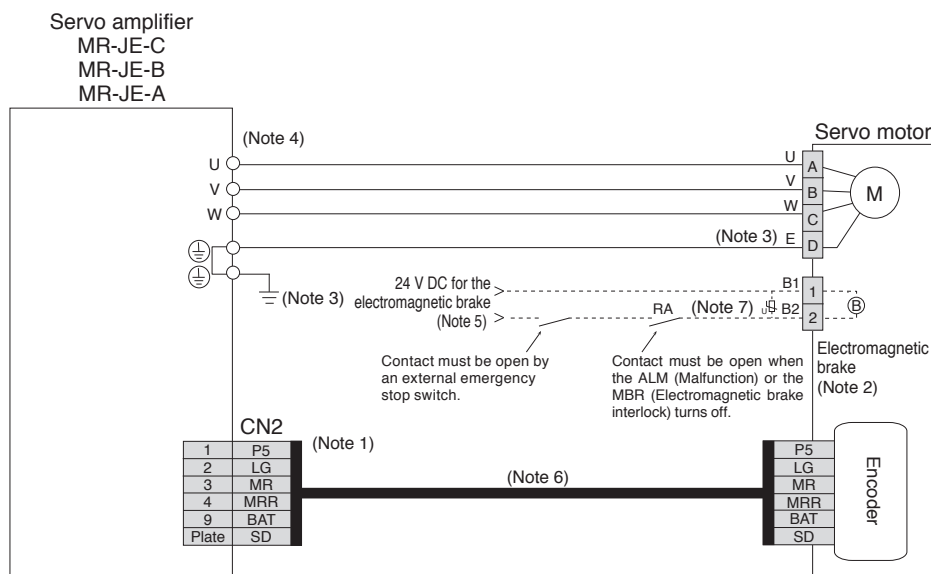 Servo amplifier
MR-JE-C
MR-JE-B
MR-JE-A
(Note 4)
Servo motor
U
U
A
V
V
B
M
W
W
C
(Note 3) E
D
(Note 3)
24 V DC for the
electromagnetic brake
(Note 5)
B1
1
RA
(Note 7)
U
B2
2
B
Contact must be open by
an external emergency
stop switch.
Contact must be open when
the ALM (Malfunction) or the
MBR (Electromagnetic brake
interlock) turns off.
Electromagnetic
brake
(Note 2)
CN2
(Note 1)
1 P5
2 LG
3 MR
4 MRR
9 BAT
Plate SD
(Note 6)
P5
LG
MR
MRR
BAT
SD
Encoder